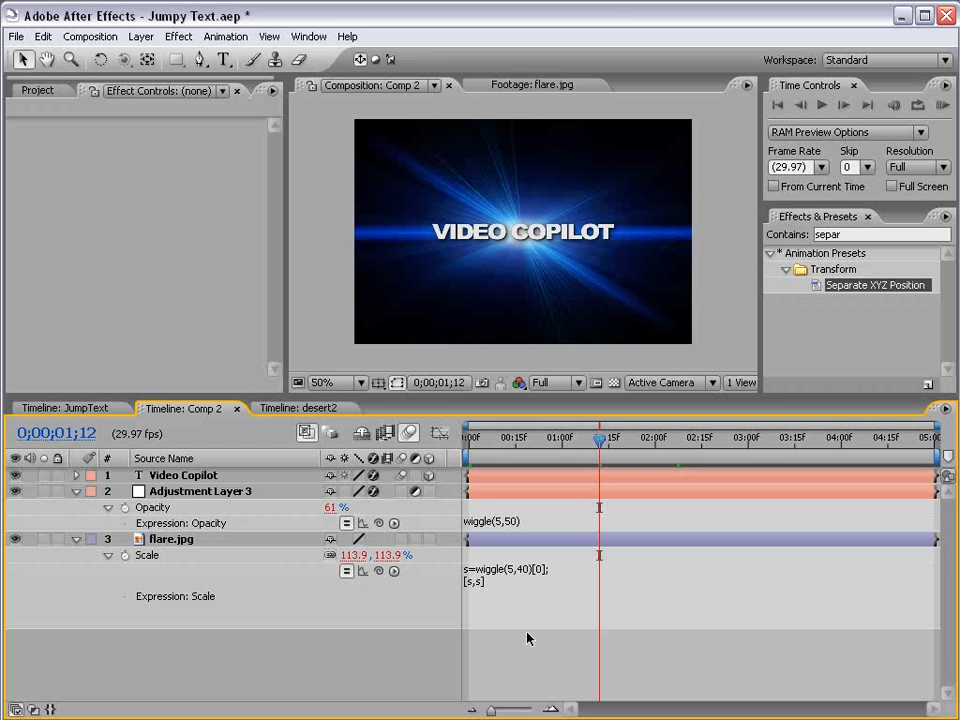 Adobe After Effects - Jumpy Text.aep *
File Edit Composition Layer Effect Animation View Window Help
Workspace: Standard
Project Effect Controls: (none)
Composition: Comp 2 Footage: flare.jpg
Time Controls
RAM Preview Options
Frame Rate Skip Resolution
(29.97) 0 Full
From Current Time Full Screen
Effects & Presets
Contains: separ
* Animation Presets
Transform
Separate XYZ Position
VIDEO COPILOT
50% 0;00;01;12 Full Active Camera 1 View
Timeline: JumpText Timeline: Comp 2 Timeline: desert2
0;00;01;12 (29.97 fps)
:00f 00:15f 01:00f 15f 02:00f 02:15f 03:00f 03:15f 04:00f 04:15f 05:00
# Source Name
1 T Video Copilot
2 Adjustment Layer 3
Opacity 61 %
Expression: Opacity wiggle(5,50)
3 flare.jpg
Scale 113.9, 113.9 %
s=wiggle(5,40)[0];
[s,s]
Expression: Scale